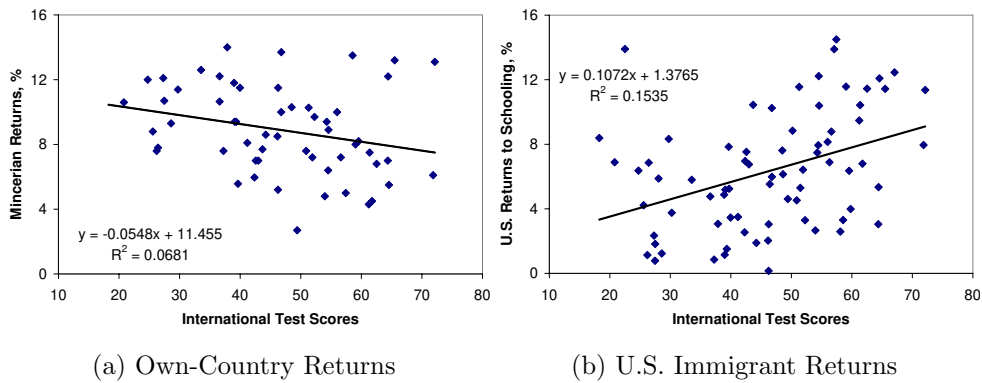 16
12
8
4
0
Mincerian Returns, %
y = -0.0548x + 11.455
R² = 0.0681
10 20 30 40 50 60 70 80
International Test Scores
(a) Own-Country Returns
16
12
8
4
0
U.S. Returns to Schooling, %
y = 0.1072x + 1.3765
R² = 0.1535
10 20 30 40 50 60 70 80
International Test Scores
(b) U.S. Immigrant Returns